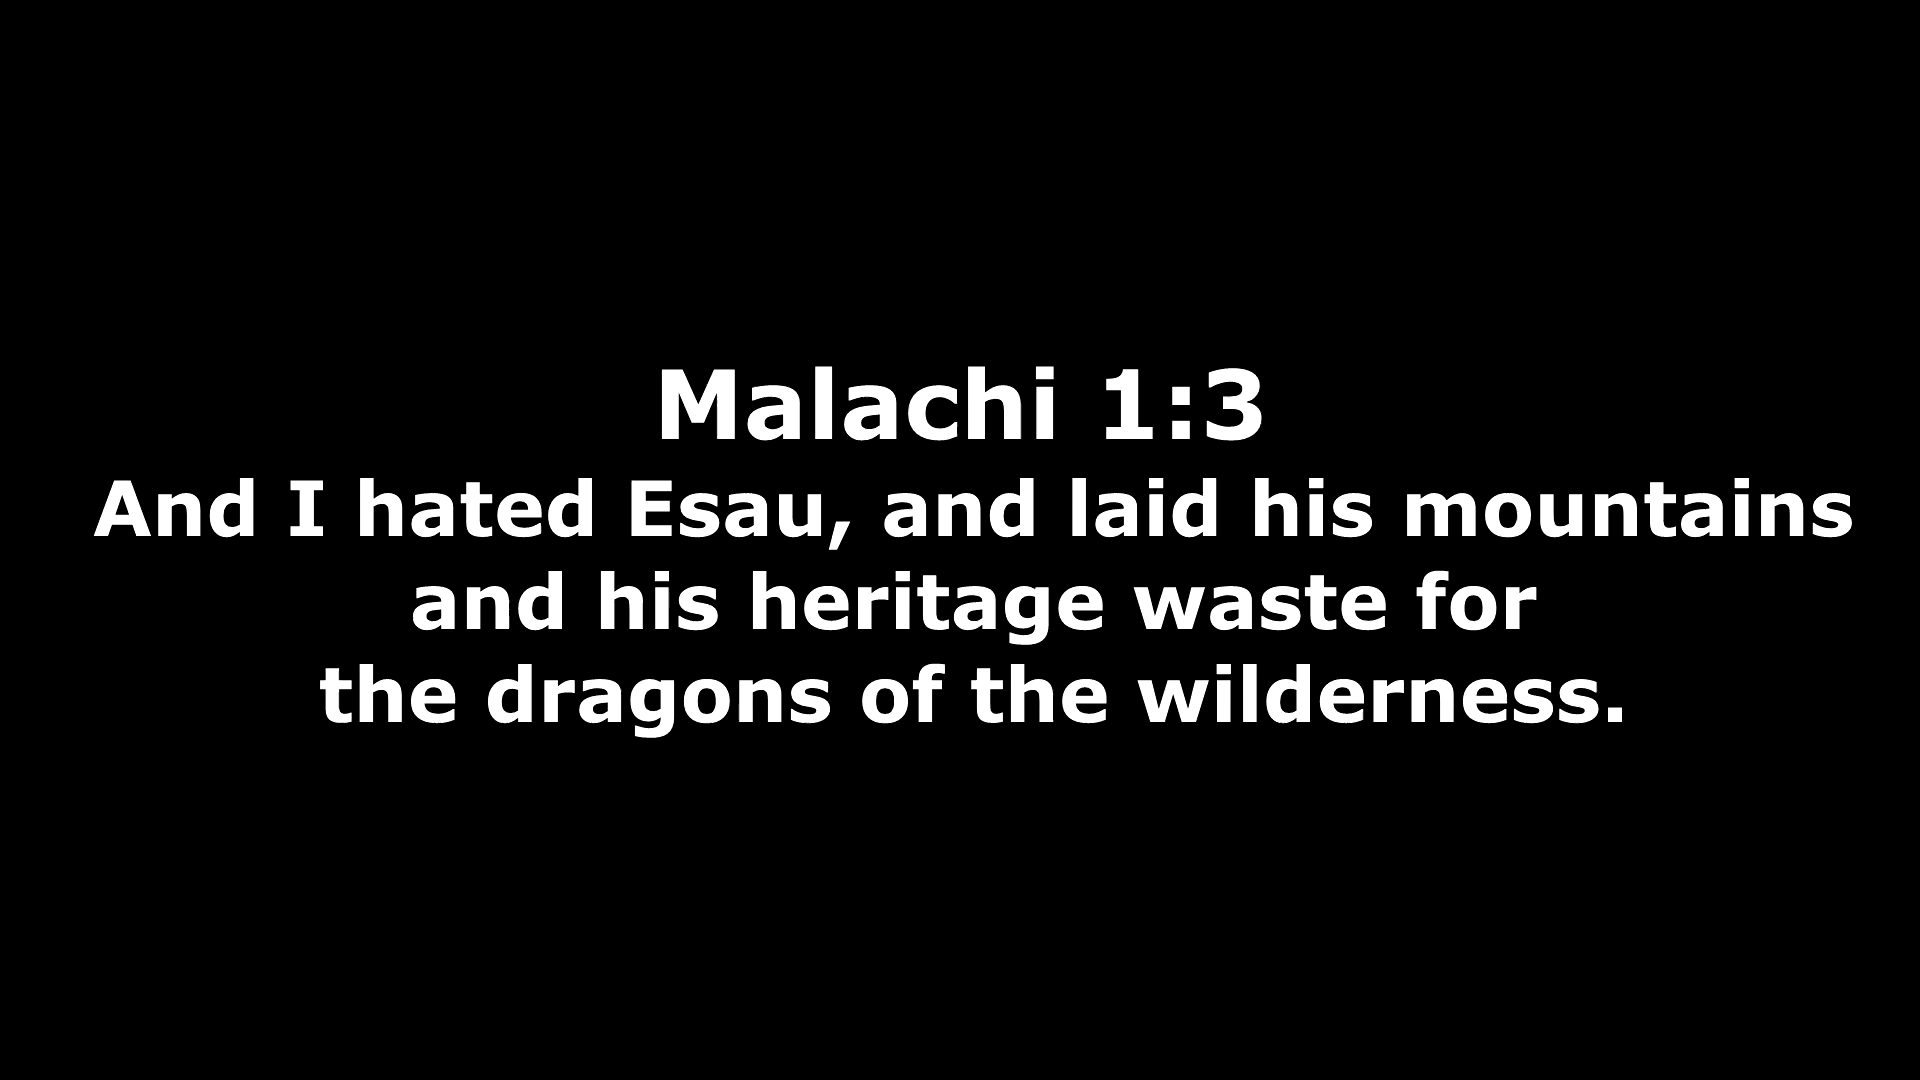 Malachi 1:3
And I hated Esau, and laid his mountains
and his heritage waste for
the dragons of the wilderness.